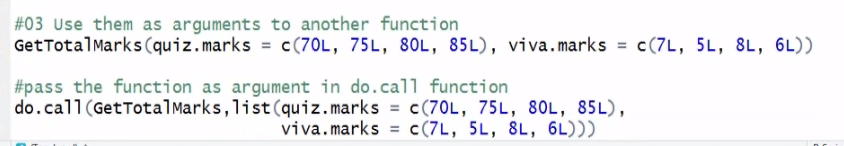 #03 Use them as arguments to another function
GetTotalMarks(quiz.marks = c(70L, 75L, 80L, 85L), viva.marks = c(7L, 5L, 8L, 6L))
#pass the function as argument in do.call function
do.call(GetTotalMarks,list(quiz.marks = c(70L, 75L, 80L, 85L),
viva.marks = c(7L, 5L, 8L, 6L)))